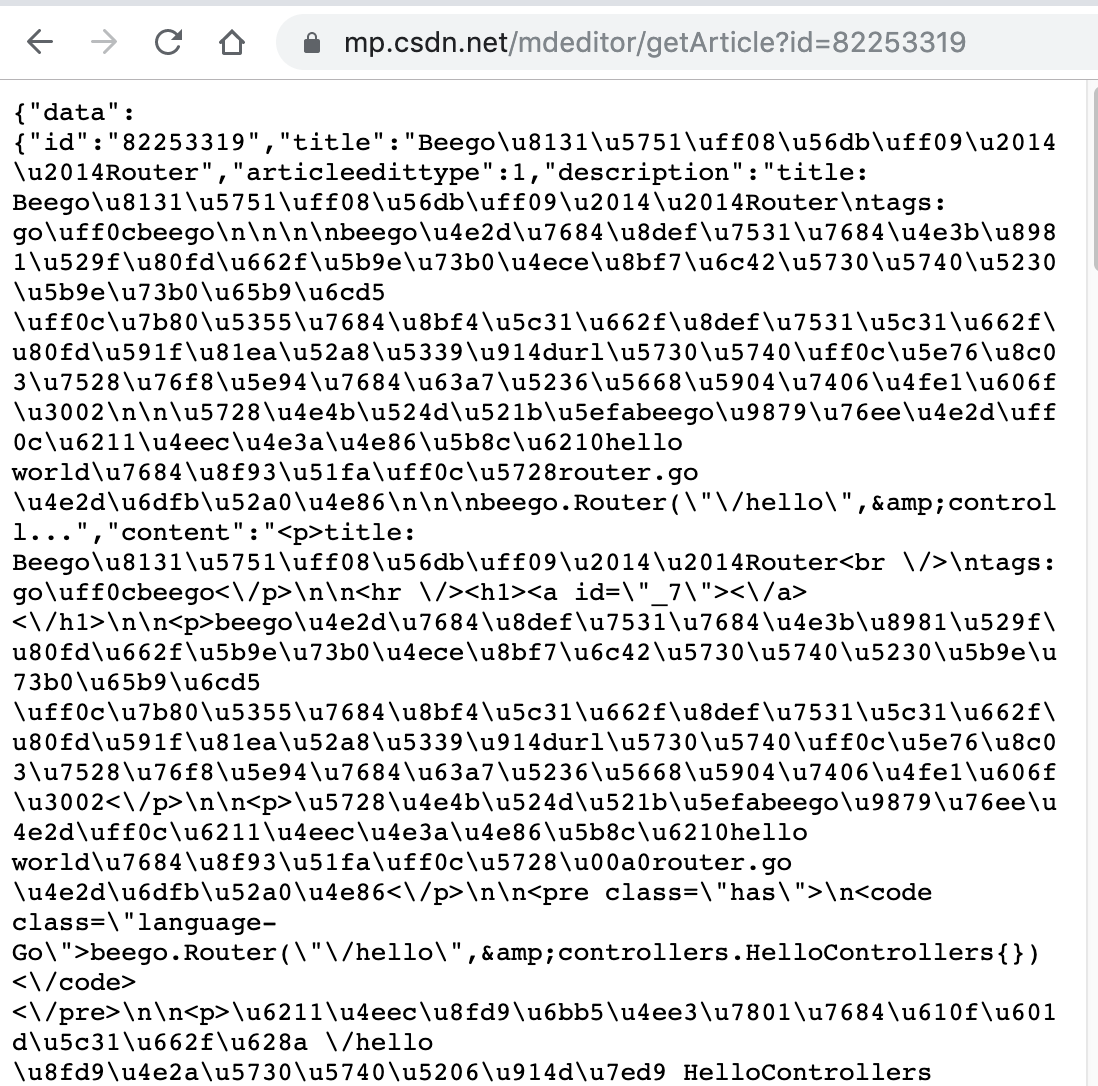 mp.csdn.net/mdeditor/getArticle?id=82253319
{"data":
{"id":"82253319","title":"Beego\u8131\u5751\uff08\u56db\uff09\u2014
\u2014Router","articleedittype":1,"description":"title:
Beego\u8131\u5751\uff08\u56db\uff09\u2014\u2014Router\ntags:
go\uff0cbeego\n\n\n\nbeego\u4e2d\u7684\u8def\u7531\u7684\u4e3b\u898
1\u529f\u80fd\u662f\u5b9e\u73b0\u4ece\u8bf7\u6c42\u5730\u5740\u5230
\u5b9e\u73b0\u65b9\u6cd5
\uff0c\u7b80\u5355\u7684\u8bf4\u5c31\u662f\u8def\u7531\u5c31\u662f\
u80fd\u591f\u81ea\u52a8\u5339\u914durl\u5730\u5740\uff0c\u5e76\u8c0
3\u7528\u76f8\u5e94\u7684\u63a7\u5236\u5668\u5904\u7406\u4fe1\u606f
\u3002\n\n\u5728\u4e4b\u524d\u521b\u5efabeego\u9879\u76ee\u4e2d\uff
0c\u6211\u4eec\u4e3a\u4e86\u5b8c\u6210hello
world\u7684\u8f93\u51fa\uff0c\u5728router.go
\u4e2d\u6dfb\u52a0\u4e86\n\n\nbeego.Router(\"\/hello\",&amp;control
l...","content":"<p>title:
Beego\u8131\u5751\uff08\u56db\uff09\u2014\u2014Router<br \/>\ntags:
go\uff0cbeego<\/p>\n\n<hr \/><h1><a id=\"_7\"><\/a>
<\/h1>\n\n<p>beego\u4e2d\u7684\u8def\u7531\u7684\u4e3b\u8981\u529f\
u80fd\u662f\u5b9e\u73b0\u4ece\u8bf7\u6c42\u5730\u5740\u5230\u5b9e\u
73b0\u65b9\u6cd5
\uff0c\u7b80\u5355\u7684\u8bf4\u5c31\u662f\u8def\u7531\u5c31\u662f\
u80fd\u591f\u81ea\u52a8\u5339\u914durl\u5730\u5740\uff0c\u5e76\u8c0
3\u7528\u76f8\u5e94\u7684\u63a7\u5236\u5668\u5904\u7406\u4fe1\u606f
\u3002<\/p>\n\n<p>\u5728\u4e4b\u524d\u521b\u5efabeego\u9879\u76ee\u
4e2d\uff0c\u6211\u4eec\u4e3a\u4e86\u5b8c\u6210hello
world\u7684\u8f93\u51fa\uff0c\u5728\u00a0router.go
\u4e2d\u6dfb\u52a0\u4e86<\/p>\n\n<pre class=\"has\">\n<code
class=\"language-
Go\">beego.Router(\"\/hello\",&amp;controllers.HelloControllers{})
<\/code>
<\/pre>\n\n<p>\u6211\u4eec\u8fd9\u6bb5\u4ee3\u7801\u7684\u610f\u601
d\u5c31\u662f\u628a \/hello
\u8fd9\u4e2a\u5730\u5740\u5206\u914d\u7ed9 HelloControllers